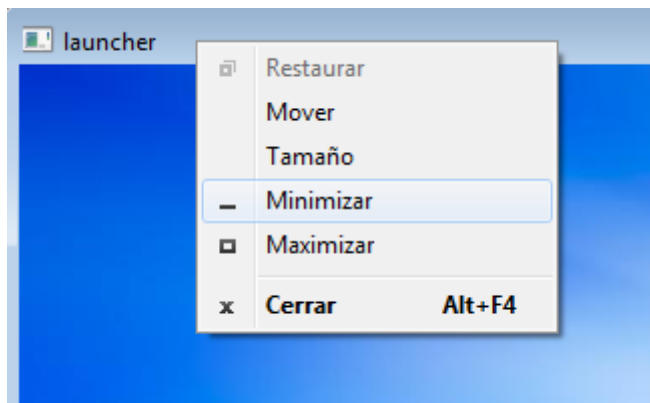 launcher
Restaurar
Mover
Tamaño
Minimizar
Maximizar
Cerrar Alt+F4